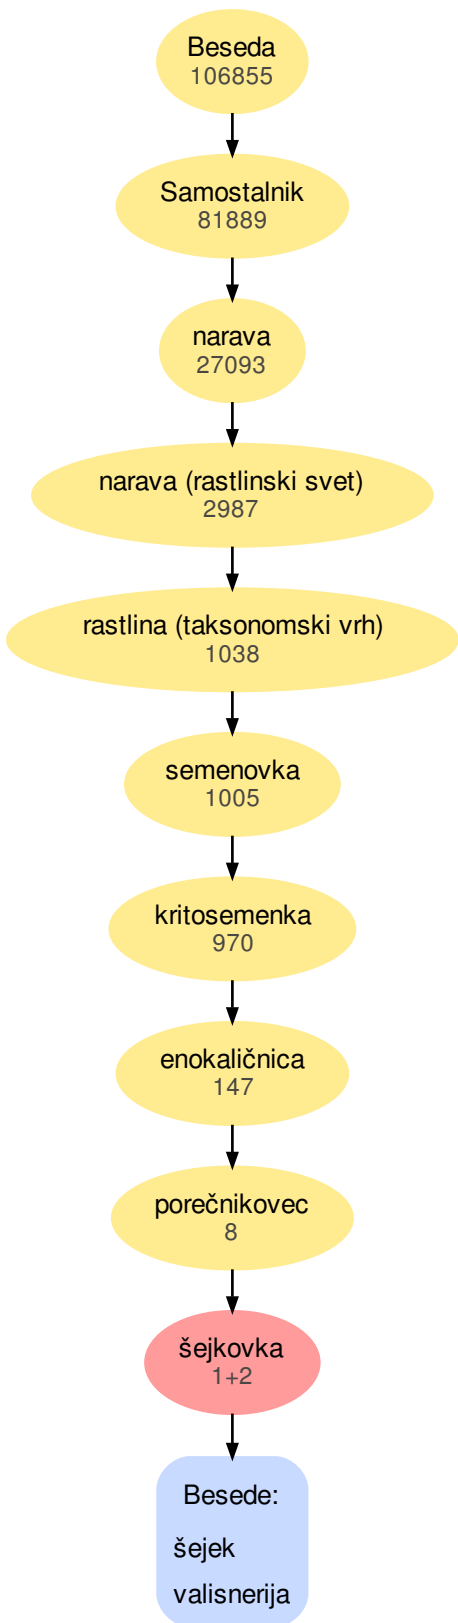 Beseda
106855
Samostalnik
81889
narava
27093
narava (rastlinski svet)
2987
rastlina (taksonomski vrh)
1038
semenovka
1005
kritosemenka
970
enokaličnica
147
porečnikovec
8
šejkovka
1+2
Besede:
šejek
valisnerija